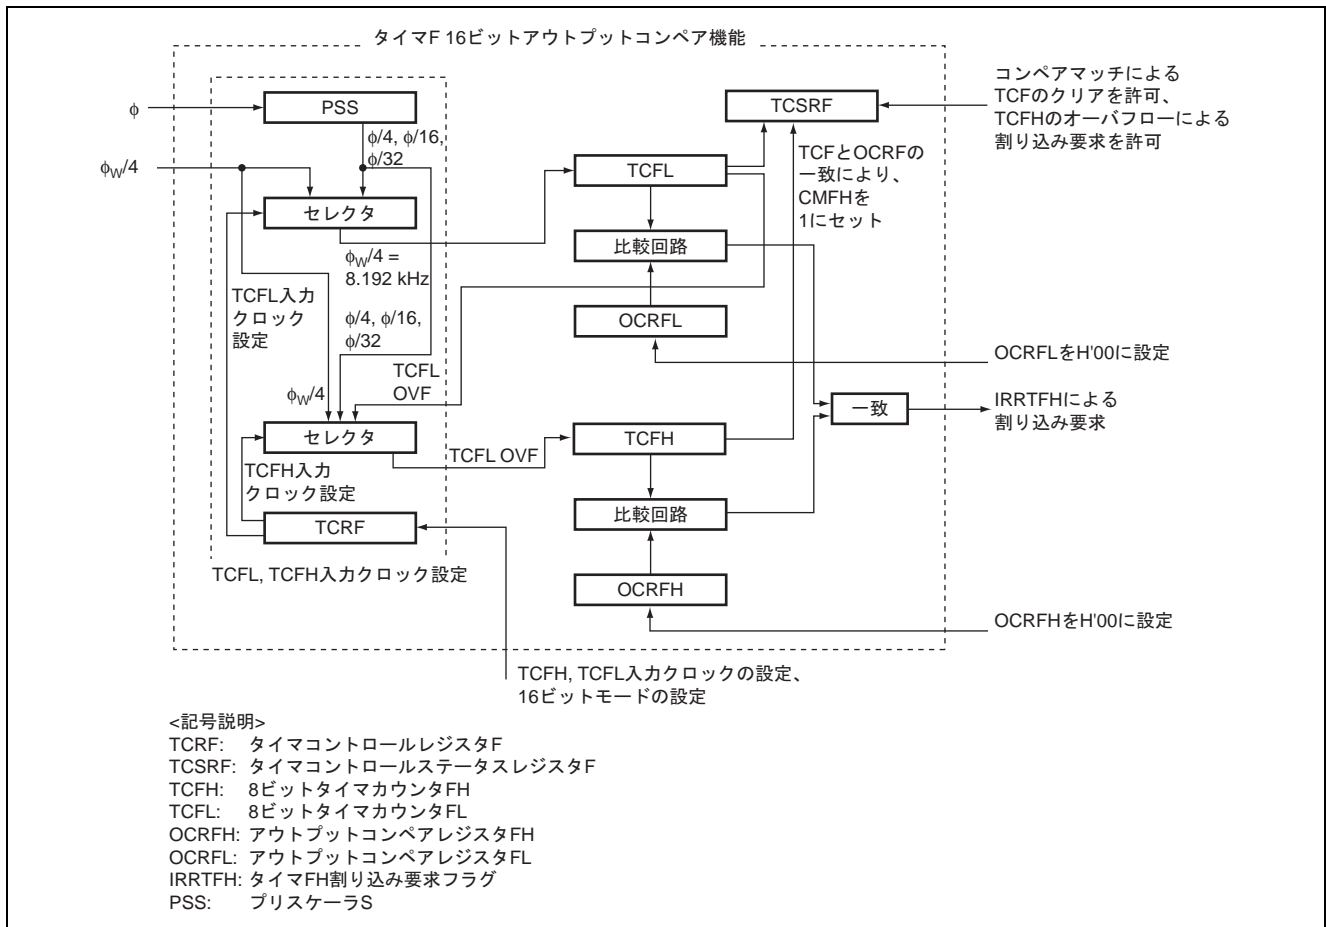 タイマF 16ビットアウトプットコンペア機能
コンペアマッチによる
TCFのクリアを許可、
TCFHのオーバフローによる
割り込み要求を許可
φ
PSS
TCSRF
φ/4, φ/16,
φ/32
φW/4
TCFL
TCFとOCRFの
一致により、
CMFHを
1にセット
セレクタ
比較回路
φW/4 =
8.192 kHz
TCFL入力
クロック
設定
φ/4, φ/16,
φ/32
OCRFL
OCRFLをH'00に設定
TCFL
OVF
φW/4
一致
IRRTFHによる
割り込み要求
セレクタ
TCFL OVF
TCFH
TCFH入力
クロック設定
比較回路
TCRF
TCFL, TCFH入力クロック設定
OCRFH
OCRFHをH'00に設定
TCFH, TCFL入力クロックの設定、
16ビットモードの設定
<記号説明>
TCRF: タイマコントロールレジスタF
TCSRF: タイマコントロールステータスレジスタF
TCFH: 8ビットタイマカウンタFH
TCFL: 8ビットタイマカウンタFL
OCRFH: アウトプットコンペアレジスタFH
OCRFL: アウトプットコンペアレジスタFL
IRRTFH: タイマFH割り込み要求フラグ
PSS: プリスケーラS